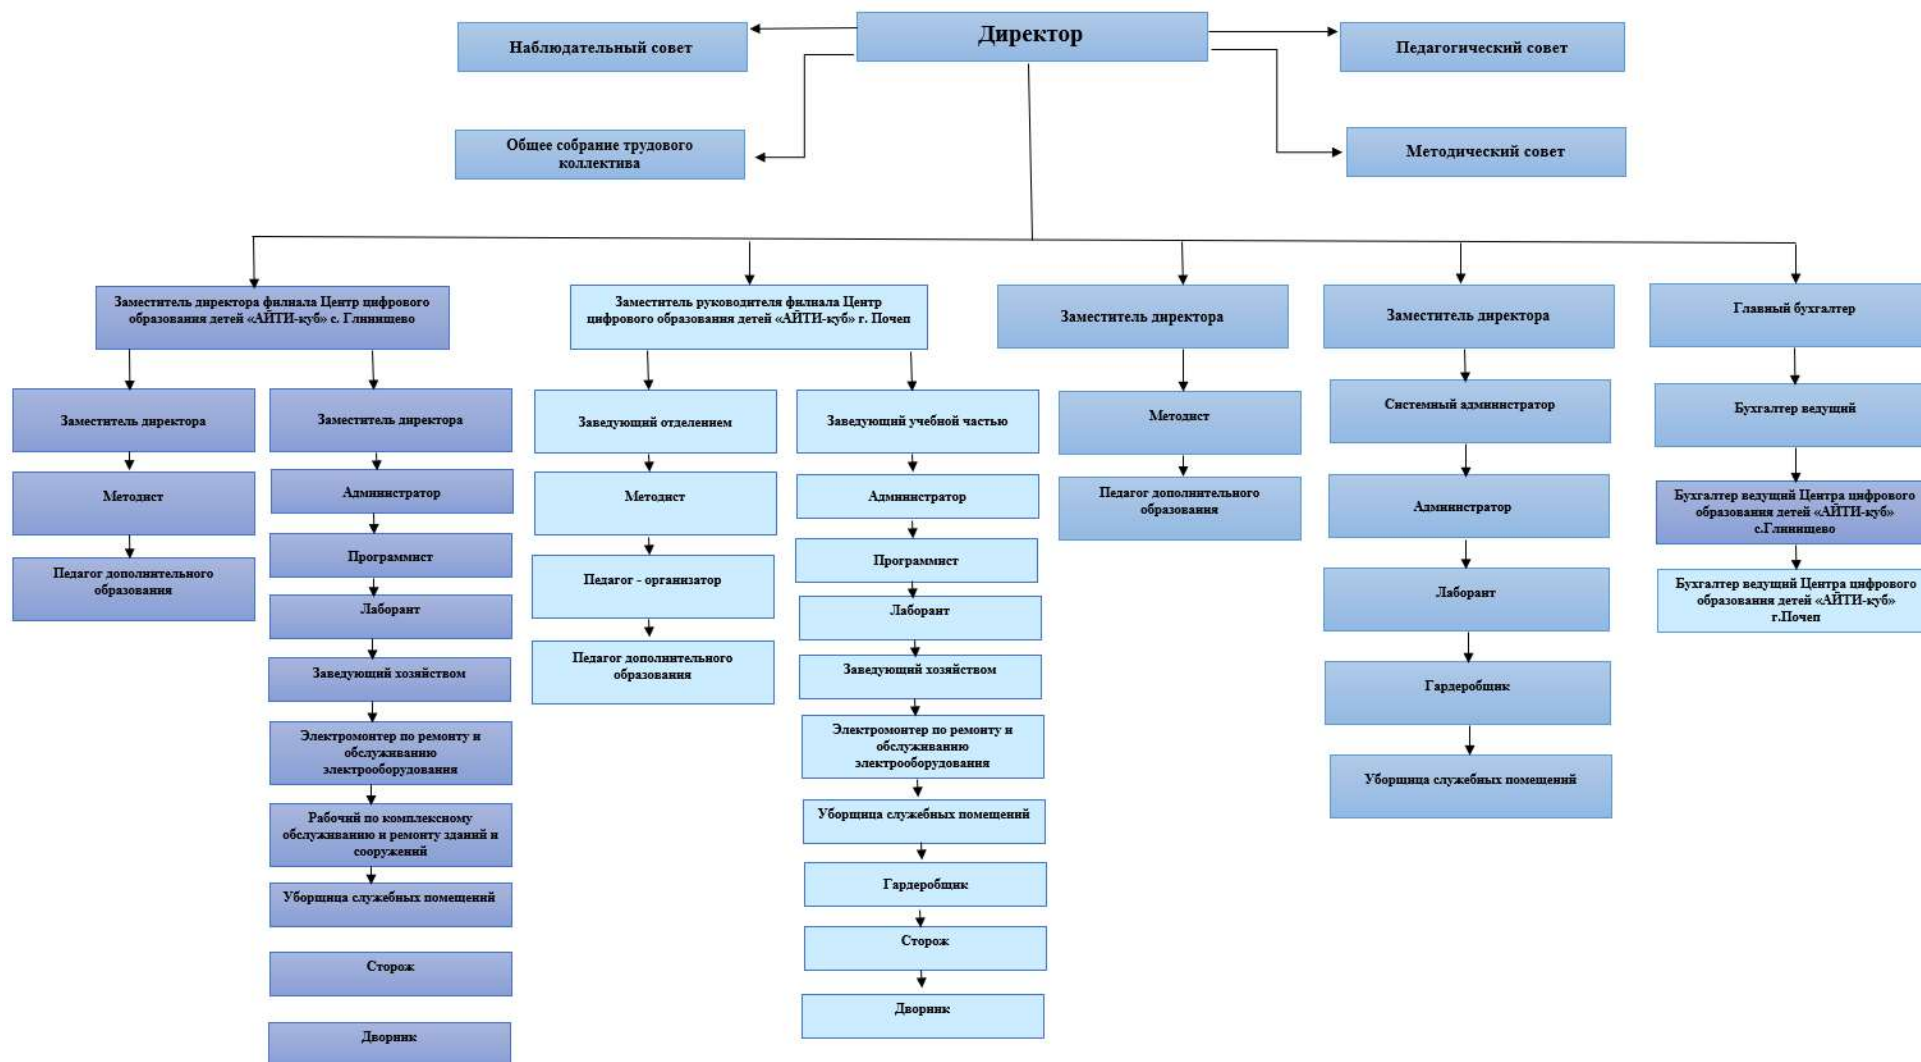 Директор
Наблюдательный совет
Педагогический совет
Общее собрание трудового
коллектива
Методический совет
Заместитель директора филиала Центр цифрового
образования детей «АЙТИ-куб» с. Глинищево
Заместитель руководителя филиала Центр
цифрового образования детей «АЙТИ-куб» г. Почеп
Заместитель директора
Заместитель директора
Главный бухгалтер
Заместитель директора
Методист
Педагог дополнительного
образования
Заместитель директора
Администратор
Программист
Лаборант
Заведующий хозяйством
Электромонтер по ремонту и
обслуживанию
электрооборудования
Рабочий по комплексному
обслуживанию и ремонту зданий и
сооружений
Уборщица служебных помещений
Сторож
Дворник
Заведующий отделением
Методист
Педагог - организатор
Педагог дополнительного
образования
Заведующий учебной частью
Администратор
Программист
Лаборант
Заведующий хозяйством
Электромонтер по ремонту и
обслуживанию
электрооборудования
Уборщица служебных помещений
Гардеробщик
Сторож
Дворник
Методист
Педагог дополнительного
образования
Системный администратор
Администратор
Лаборант
Гардеробщик
Уборщица служебных помещений
Бухгалтер ведущий
Бухгалтер ведущий Центра цифрового
образования детей «АЙТИ-куб»
с.Глинищево
Бухгалтер ведущий Центра цифрового
образования детей «АЙТИ-куб»
г.Почеп